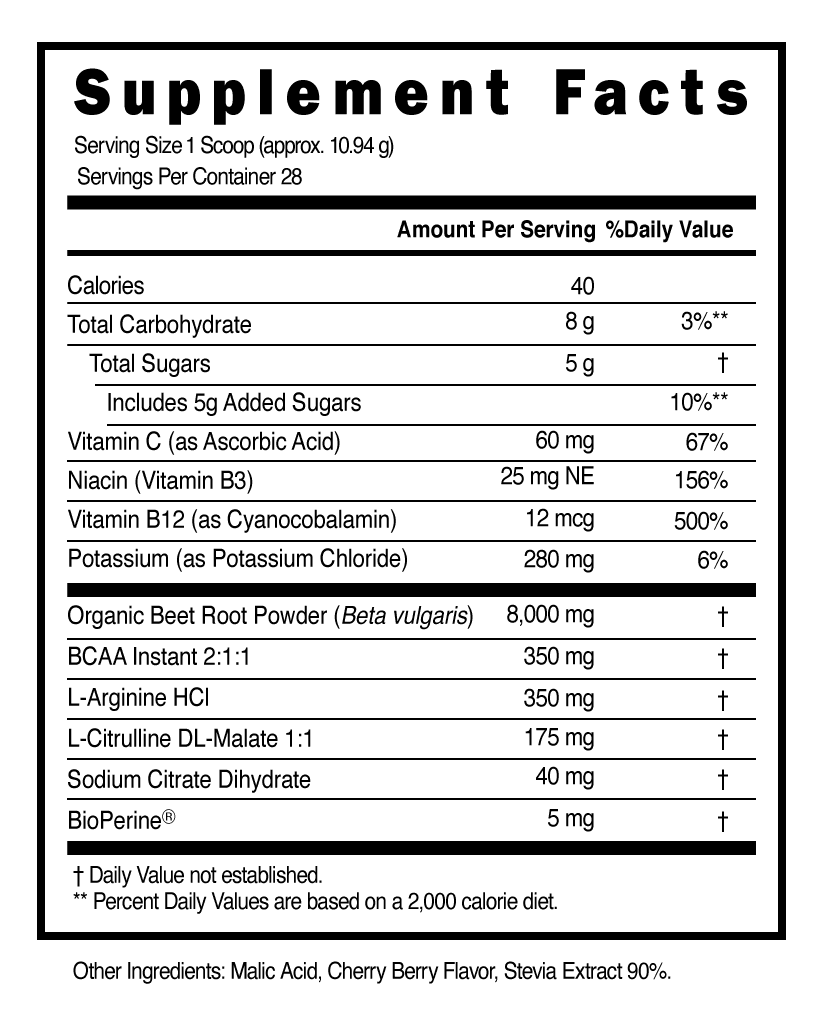 Supplement Facts
Serving Size 1 Scoop (approx. 10.94 g)
Servings Per Container 28
Amount Per Serving %Daily Value
Calories 40
Total Carbohydrate 8 g 3%**
Total Sugars 5 g †
Includes 5g Added Sugars 10%**
Vitamin C (as Ascorbic Acid) 60 mg 67%
Niacin (Vitamin B3) 25 mg NE 156%
Vitamin B12 (as Cyanocobalamin) 12 mcg 500%
Potassium (as Potassium Chloride) 280 mg 6%
Organic Beet Root Powder (Beta vulgaris) 8,000 mg †
BCAA Instant 2:1:1 350 mg †
L-Arginine HCl 350 mg †
L-Citrulline DL-Malate 1:1 175 mg †
Sodium Citrate Dihydrate 40 mg †
BioPerine® 5 mg †
† Daily Value not established.
** Percent Daily Values are based on a 2,000 calorie diet.
Other Ingredients: Malic Acid, Cherry Berry Flavor, Stevia Extract 90%.